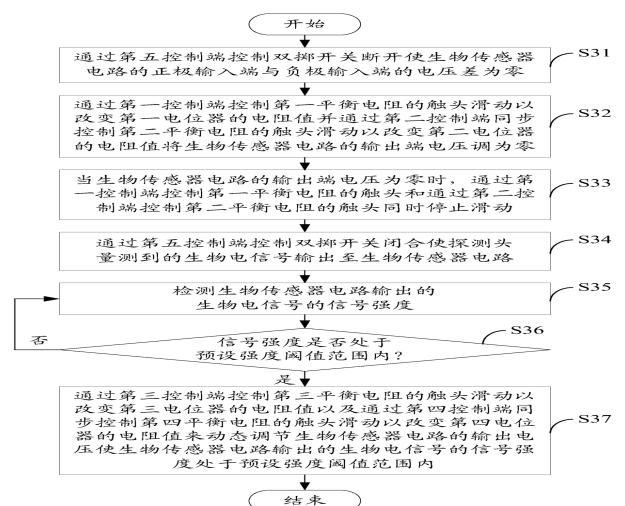 开始
通过第五控制端控制双掷开关断开使生物传感器
电路的正极输入端与负极输入端的电压差为零
S31
通过第一控制端控制第一平衡电阻的触头滑动以
改变第一电位器的电阻值并通过第二控制端同步
控制第二平衡电阻的触头滑动以改变第二电位器
的电阻值将生物传感器电路的输出端电压调为零
S32
当生物传感器电路的输出端电压为零时，通过第
一控制端控制第一平衡电阻的触头和通过第二控
制端控制第二平衡电阻的触头同时停止滑动
S33
通过第五控制端控制双掷开关闭合使探测头
量测到的生物电信号输出至生物传感器电路
S34
检测生物传感器电路输出的
生物电信号的信号强度
S35
信号强度是否处于
预设强度阈值范围内？
S36
否
是
通过第三控制端控制第三平衡电阻的触头滑动以
改变第三电位器的电阻值以及通过第四控制端同
步控制第四平衡电阻的触头滑动以改变第四电位
器的电阻值来动态调节生物传感器电路的输出电
压使生物传感器电路输出的生物电信号的信号强
度处于预设强度阈值范围内
S37
结束